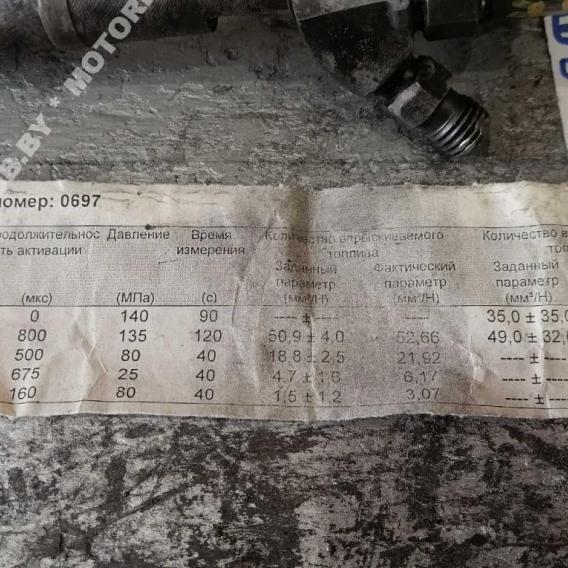 B.BY * MOTOR
номер: 0697
родолжительнос Давление Время Количество впрыскиваемого Количество в
ть активации измерения топлива топл
Заданный Фактический Заданный
параметр параметр параметр
(мкс) (МПа) (с) (мм³/Н) (мм³/Н) (мм³/Н)
0 140 90 ---- ± ---- ---- 35,0 ± 35,0
800 135 120 50,9 ± 4,0 52,66 49,0 ± 32,0
500 80 40 18,8 ± 2,5 21,92 ---- ± ----
675 25 40 4,7 ± 1,6 6,17 ---- ± ----
160 80 40 1,5 ± 1,2 3,07 ---- ± ----